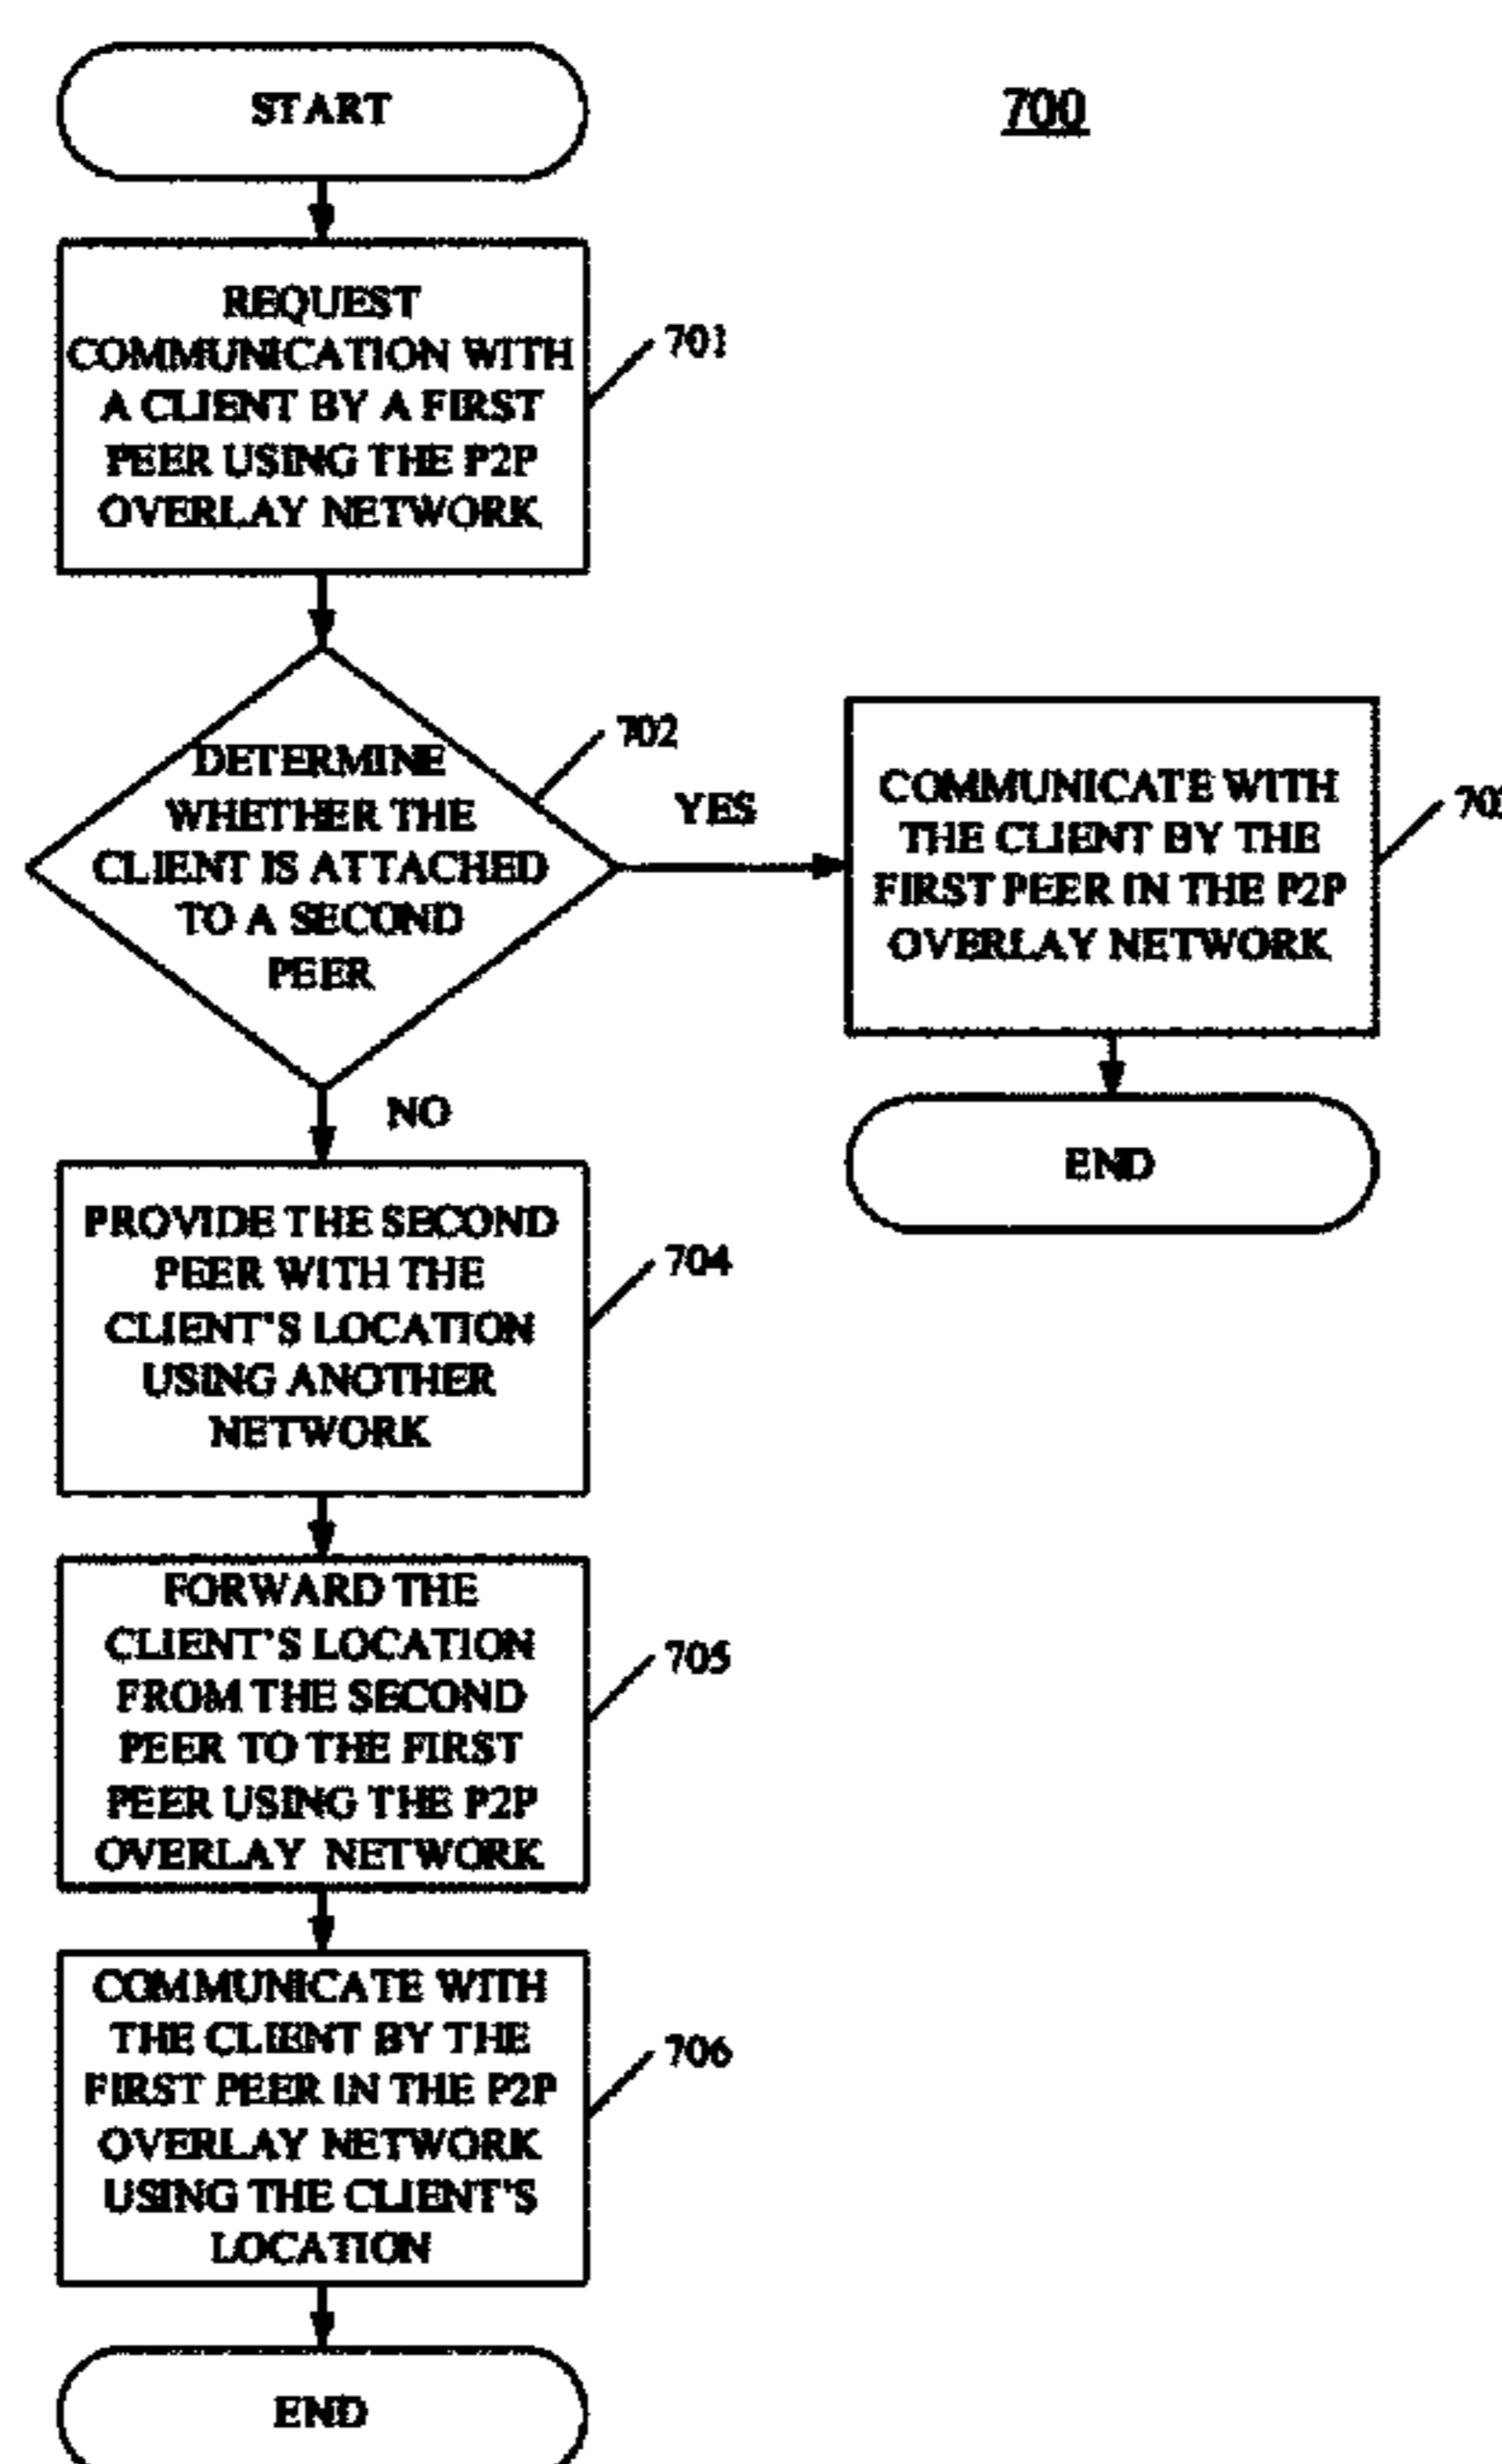 START
700
REQUEST
COMMUNICATION WITH
A CLIENT BY A FIRST
PEER USING THE P2P
OVERLAY NETWORK
701
DETERMINE
WHETHER THE
CLIENT IS ATTACHED
TO A SECOND
PEER
702
YES
COMMUNICATE WITH
THE CLIENT BY THE
FIRST PEER IN THE P2P
OVERLAY NETWORK
END
NO
PROVIDE THE SECOND
PEER WITH THE
CLIENT'S LOCATION
USING ANOTHER
NETWORK
704
FORWARD THE
CLIENT'S LOCATION
FROM THE SECOND
PEER TO THE FIRST
PEER USING THE P2P
OVERLAY NETWORK
705
COMMUNICATE WITH
THE CLIENT BY THE
FIRST PEER IN THE P2P
OVERLAY NETWORK
USING THE CLIENT'S
LOCATION
706
END